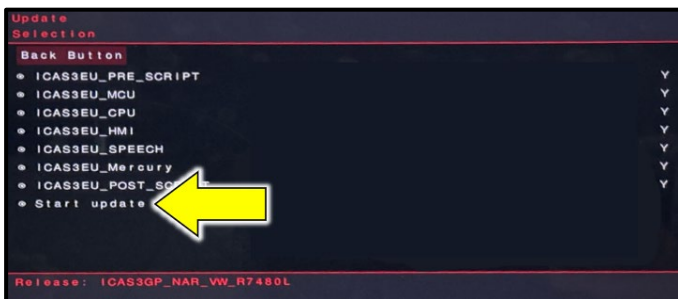 Update
Selection
Back Button
ICAS3EU_PRE_SCRIPT Y
ICAS3EU_MCU Y
ICAS3EU_CPU Y
ICAS3EU_HMI Y
ICAS3EU_SPEECH Y
ICAS3EU_Mercury Y
ICAS3EU_POST_SC Y
Start update
Release: ICAS3GP_NAR_VW_R7480L